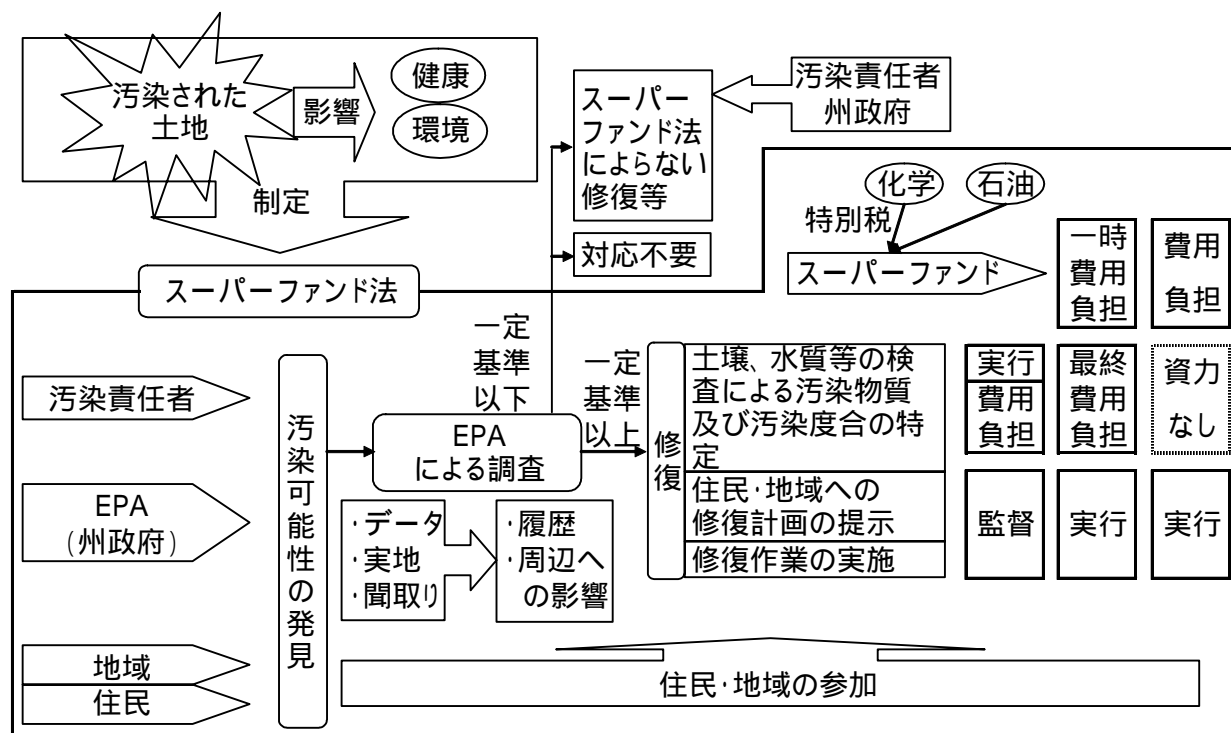 汚染された
土地
影響
健康
環境
制定
スーパー
ファンド法
によらない
修復等
対応不要
汚染責任者
州政府
化学
石油
特別税
スーパーファンド
一時
費用
負担
費用
負担
スーパーファンド法
一定
基準
以下
一定
基準
以上
汚染責任者
EPA
(州政府)
地域
住民
汚染可能性の発見
EPA
による調査
・データ
・実地
・聞取り
・履歴
・周辺へ
の影響
修復
土壌、水質等の検
査による汚染物質
及び汚染度合の特
定
住民・地域への
修復計画の提示
修復作業の実施
実行
費用
負担
最終
費用
負担
資力
なし
監督
実行
実行
住民・地域の参加